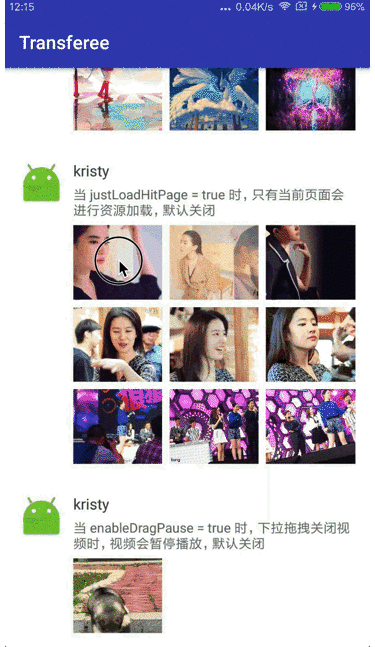 12:15 ... 0.04K/s 96%
Transferee
kristy
当 justLoadHitPage = true 时，只有当前页面会
进行资源加载，默认关闭
long
kristy
当 enableDragPause = true 时，下拉拖拽关闭视
频时，视频会暂停播放，默认关闭